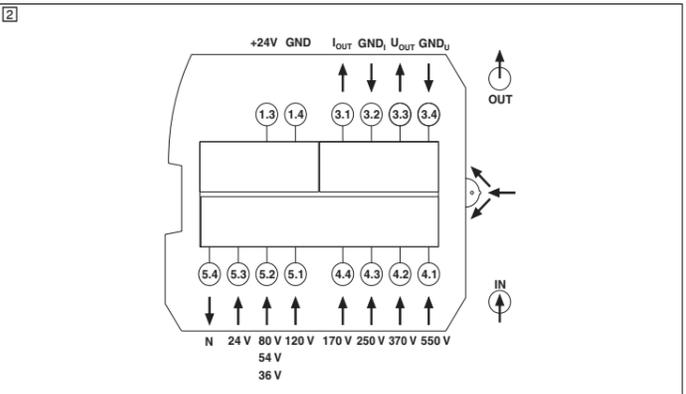 2
+24V GND I_OUT GND_I U_OUT GND_U
OUT
1.3 1.4 3.1 3.2 3.3 3.4
5.4 5.3 5.2 5.1 4.4 4.3 4.2 4.1
IN
N 24 V 80 V 120 V 170 V 250 V 370 V 550 V
54 V
36 V